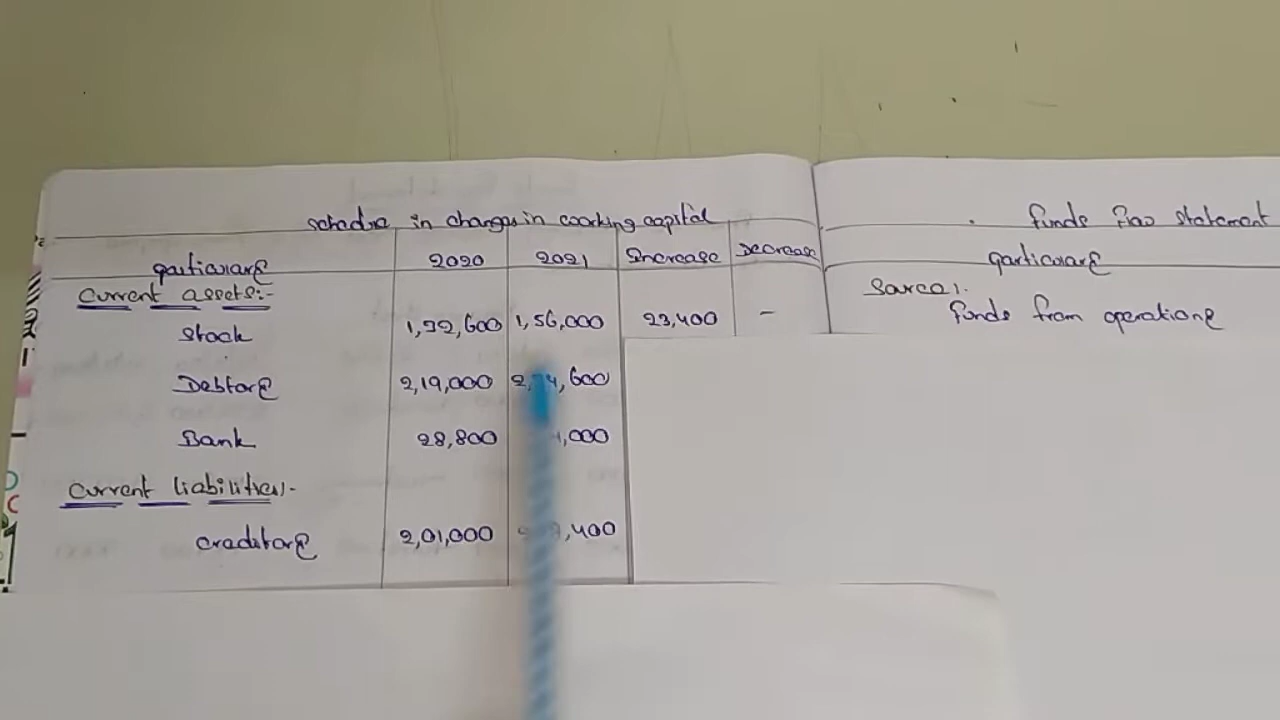 Schedule in changes in working capital
Particulars 2020 2021 Increase Decrease
Current assets:-
Stock 1,32,600 1,56,000 23,400 -
Debtors 2,19,000
Bank 28,800
Current liabilities:-
Creditors 2,01,000
Funds flow statement
Particulars
Sources:-
Funds from operations